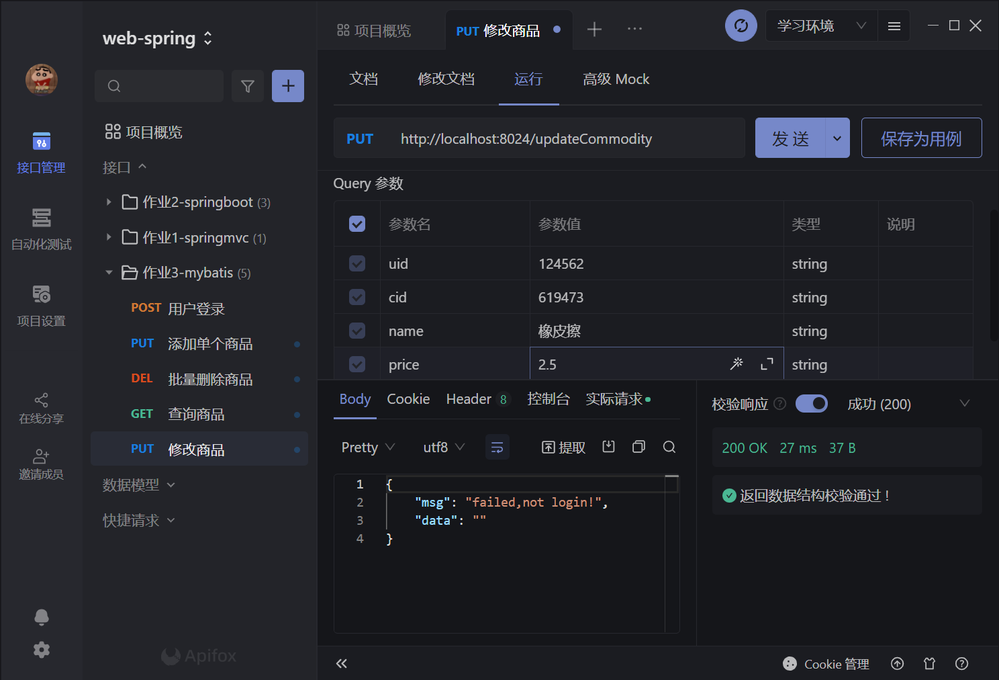 web-spring
项目概览
PUT 修改商品
学习环境
接口管理
自动化测试
项目设置
在线分享
邀请成员
项目概览
接口
作业2-springboot (3)
作业1-springmvc (1)
作业3-mybatis (5)
POST 用户登录
PUT 添加单个商品
DEL 批量删除商品
GET 查询商品
PUT 修改商品
数据模型
快捷请求
Apifox
文档 修改文档 运行 高级 Mock
PUT http://localhost:8024/updateCommodity 发 送 保存为用例
Query 参数
参数名 参数值 类型 说明
uid 124562 string
cid 619473 string
name 橡皮擦 string
price 2.5 string
Body Cookie Header 8 控制台 实际请求
Pretty utf8 提取
1 {
2 "msg": "failed,not login!",
3 "data": ""
4 }
校验响应 成功 (200)
200 OK 27 ms 37 B
返回数据结构校验通过！
Cookie 管理